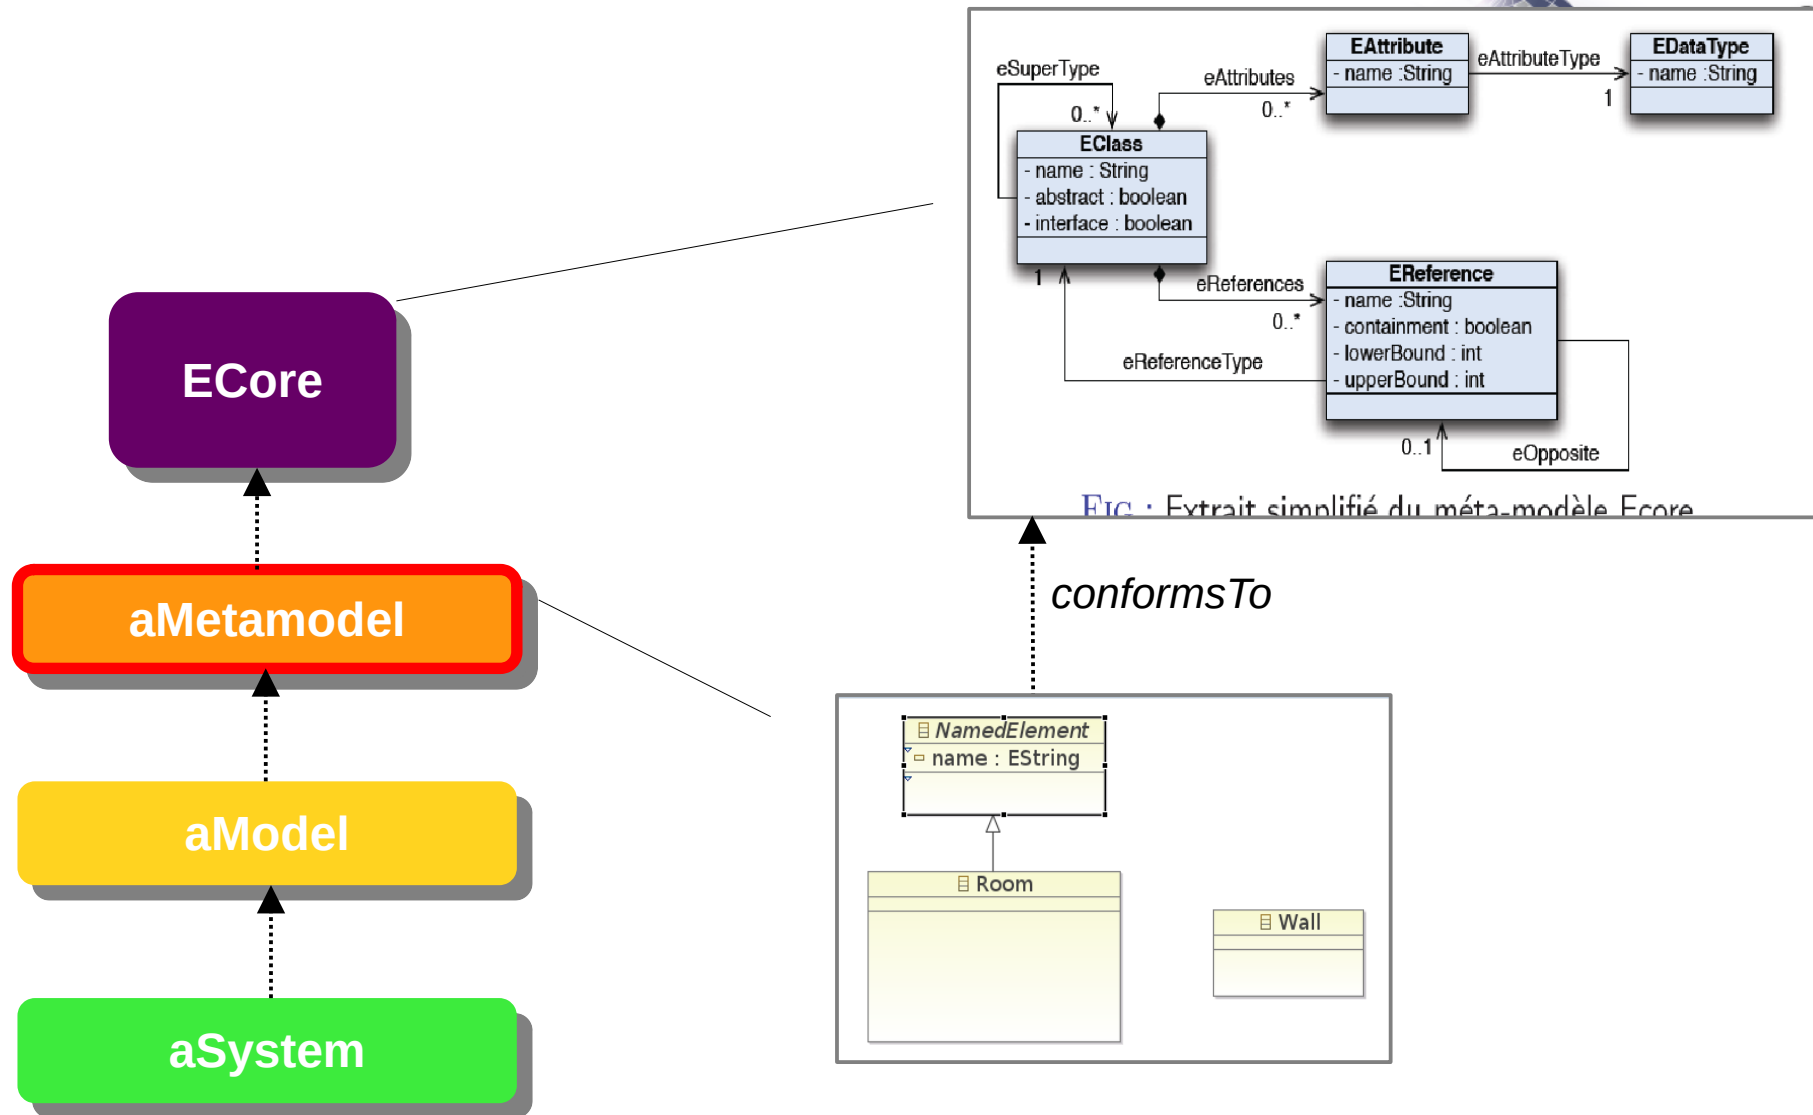 ECore
aMetamodel
aModel
aSystem
eSuperType
0..*
EClass
- name : String
- abstract : boolean
- interface : boolean
eAttributes
0..*
EAttribute
- name :String
eAttributeType
1
EDataType
- name :String
1
eReferences
0..*
eReferenceType
EReference
- name :String
- containment : boolean
- lowerBound : int
- upperBound : int
0..1
eOpposite
FIG : Extrait simplifié du méta-modèle Ecore
conformsTo
NamedElement
name : EString
Room
Wall